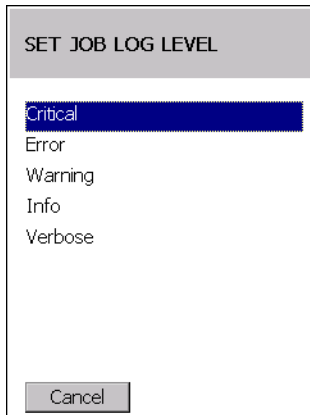 SET JOB LOG LEVEL
Critical
Error
Warning
Info
Verbose
Cancel